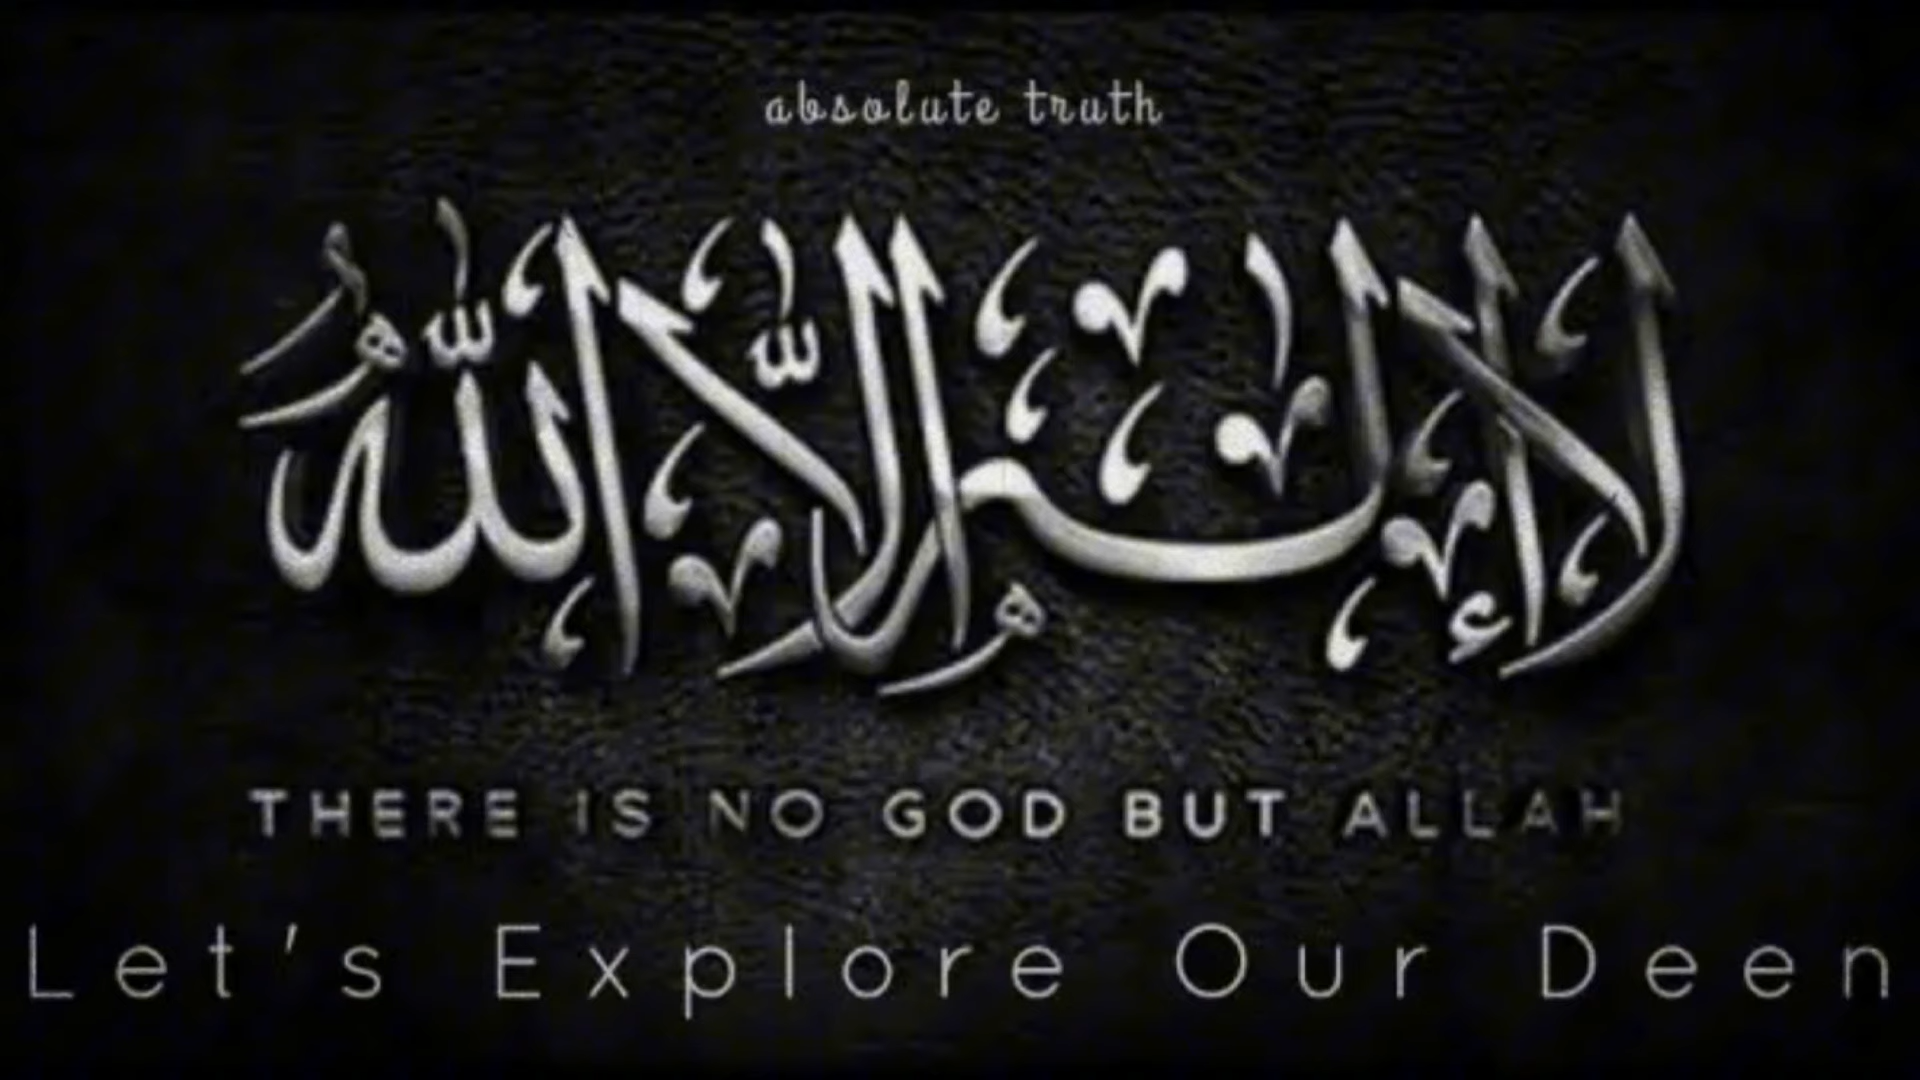 absolute truth
لا إله إلا الله
THERE IS NO GOD BUT ALLAH
Let's Explore Our Deen